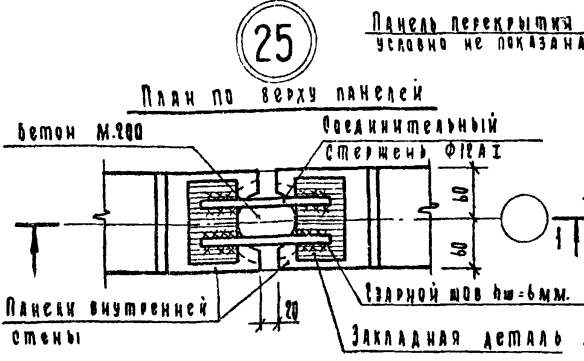 25
Панель перекрытия
условно не показана
План по верху панелей
Бетон М.200
Соединительный
стержень Ф12АI
60
60
1
20
Панели внутренней
стены
Сварной шов hш=6мм.
Закладная деталь